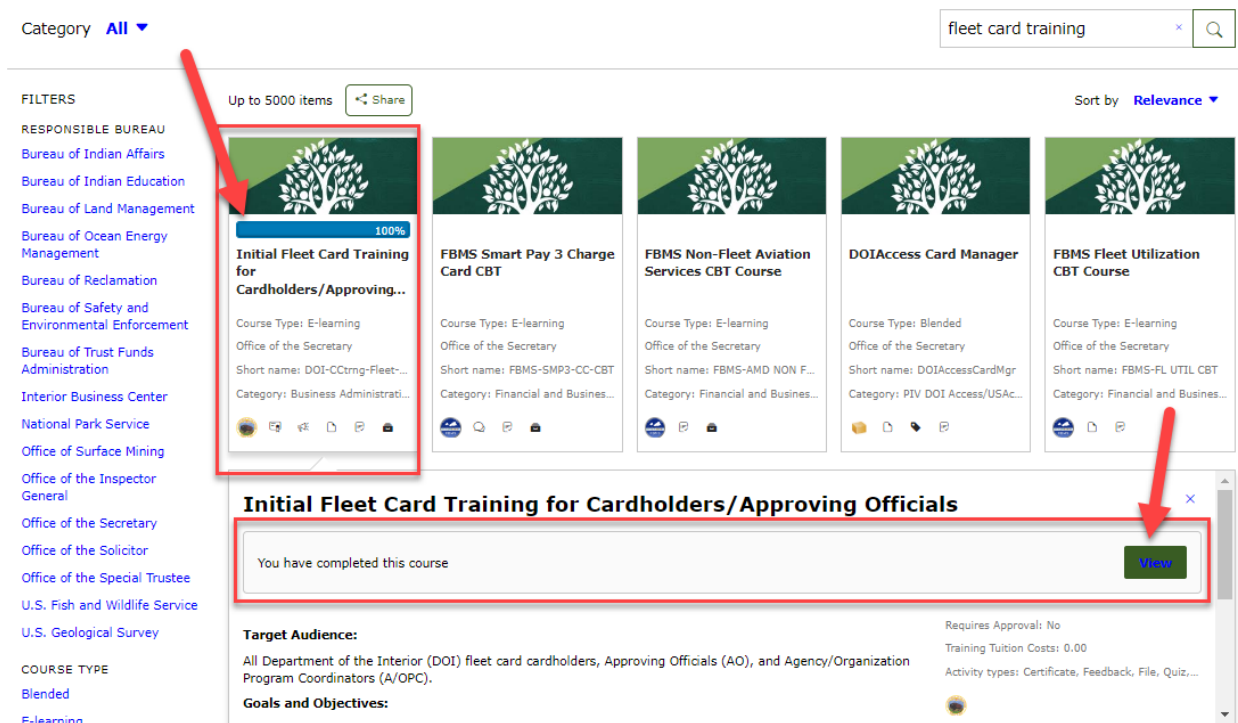 Category All
fleet card training ×
FILTERS
Up to 5000 items Share
Sort by Relevance
RESPONSIBLE BUREAU
Bureau of Indian Affairs
Bureau of Indian Education
Bureau of Land Management
Bureau of Ocean Energy
Management
Bureau of Reclamation
Bureau of Safety and
Environmental Enforcement
Bureau of Trust Funds
Administration
Interior Business Center
National Park Service
Office of Surface Mining
Office of the Inspector
General
Office of the Secretary
Office of the Solicitor
Office of the Special Trustee
U.S. Fish and Wildlife Service
U.S. Geological Survey
COURSE TYPE
Blended
E-learning
100%
Initial Fleet Card Training
for
Cardholders/Approving...
Course Type: E-learning
Office of the Secretary
Short name: DOI-CCtrng-Fleet-...
Category: Business Administrati...
FBMS Smart Pay 3 Charge
Card CBT
Course Type: E-learning
Office of the Secretary
Short name: FBMS-SMP3-CC-CBT
Category: Financial and Busines...
FBMS Non-Fleet Aviation
Services CBT Course
Course Type: E-learning
Office of the Secretary
Short name: FBMS-AMD NON F...
Category: Financial and Busines...
DOIAccess Card Manager
Course Type: Blended
Office of the Secretary
Short name: DOIAccessCardMgr
Category: PIV DOI Access/USAc...
FBMS Fleet Utilization
CBT Course
Course Type: E-learning
Office of the Secretary
Short name: FBMS-FL UTIL CBT
Category: Financial and Busines...
Initial Fleet Card Training for Cardholders/Approving Officials ×
You have completed this course View
Target Audience:
All Department of the Interior (DOI) fleet card cardholders, Approving Officials (AO), and Agency/Organization
Program Coordinators (A/OPC).
Goals and Objectives:
Requires Approval: No
Training Tuition Costs: 0.00
Activity types: Certificate, Feedback, File, Quiz,...